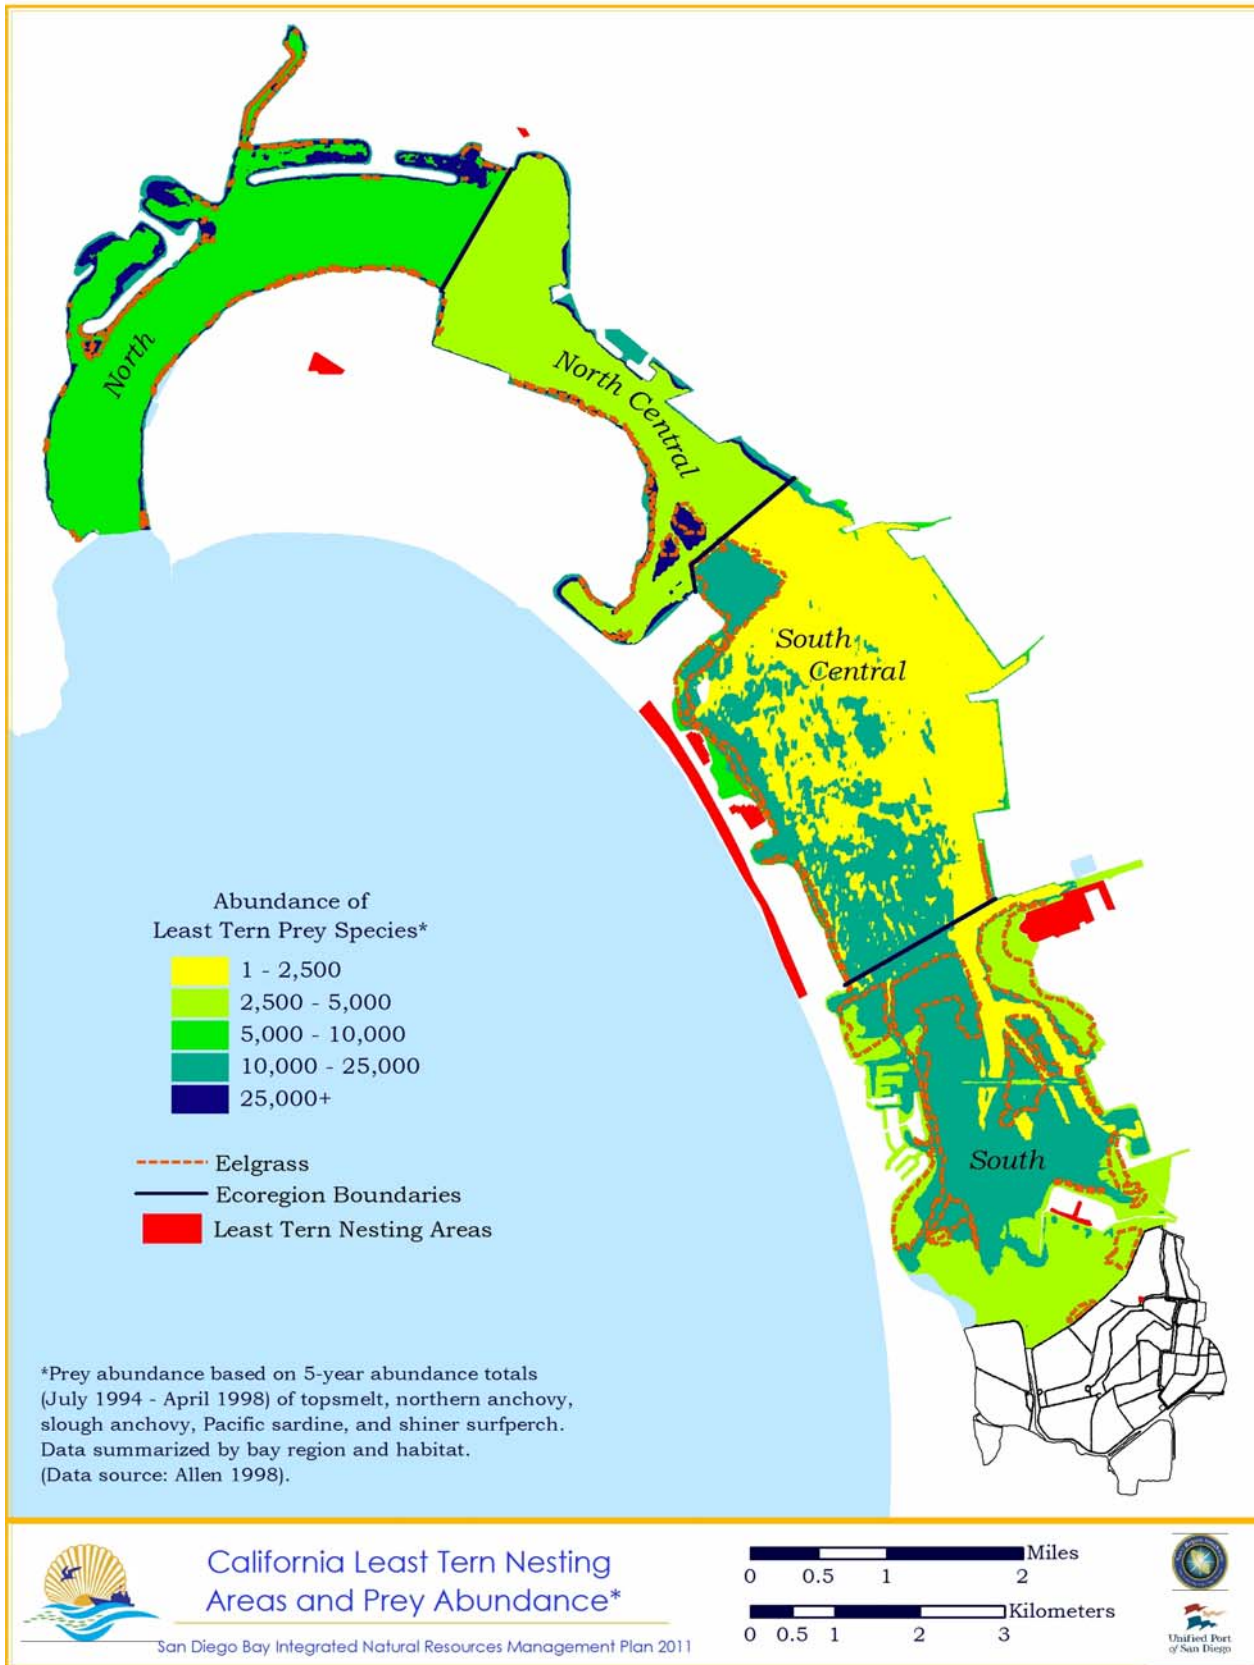 North
North Central
South
Central
South
Abundance of
Least Tern Prey Species*
1 - 2,500
2,500 - 5,000
5,000 - 10,000
10,000 - 25,000
25,000+
Eelgrass
Ecoregion Boundaries
Least Tern Nesting Areas
*Prey abundance based on 5-year abundance totals
(July 1994 - April 1998) of topsmelt, northern anchovy,
slough anchovy, Pacific sardine, and shiner surfperch.
Data summarized by bay region and habitat.
(Data source: Allen 1998).
California Least Tern Nesting
Areas and Prey Abundance*
San Diego Bay Integrated Natural Resources Management Plan 2011
Miles
0 0.5 1 2
Kilometers
0 0.5 1 2 3
Unified Port
of San Diego